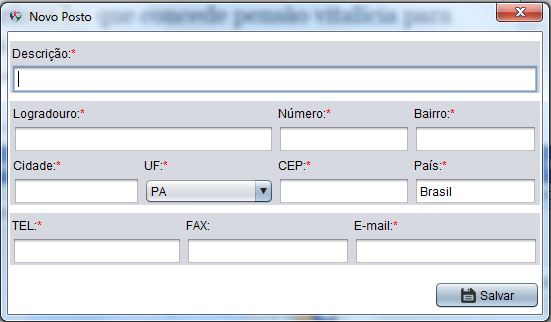 que concede pensão vitalícia para
Novo Posto
Descrição:*
Logradouro:* Número:* Bairro:*
Cidade:* UF:* CEP:* País:*
PA Brasil
TEL:* FAX: E-mail:*
Salvar